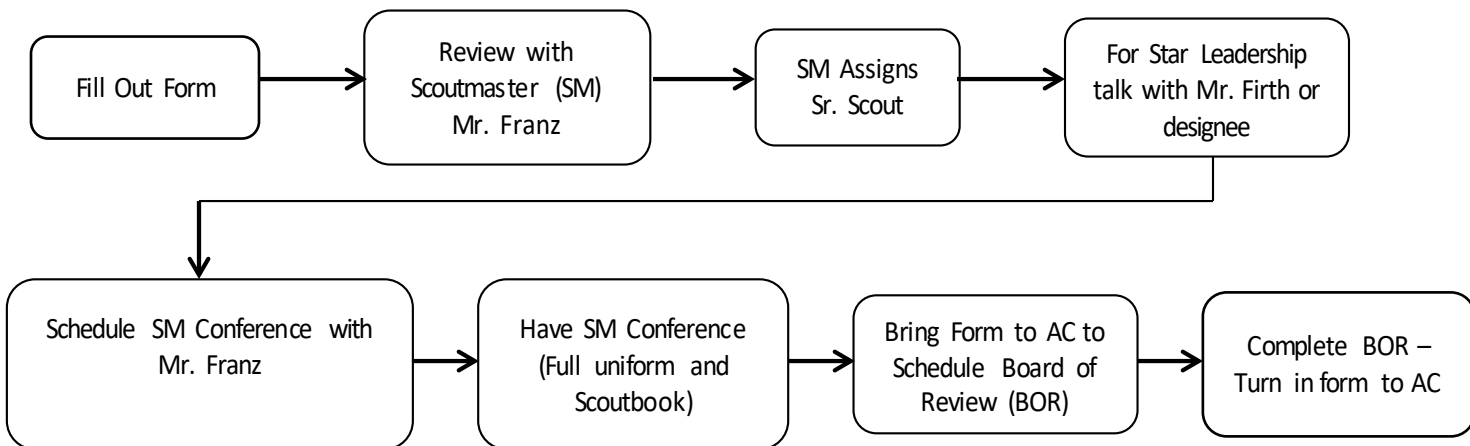 Fill Out Form
Review with
Scoutmaster (SM)
Mr. Franz
SM Assigns
Sr. Scout
For Star Leadership
talk with Mr. Firth or
designee
Schedule SM Conference with
Mr. Franz
Have SM Conference
(Full uniform and
Scoutbook)
Bring Form to AC to
Schedule Board of
Review (BOR)
Complete BOR –
Turn in form to AC